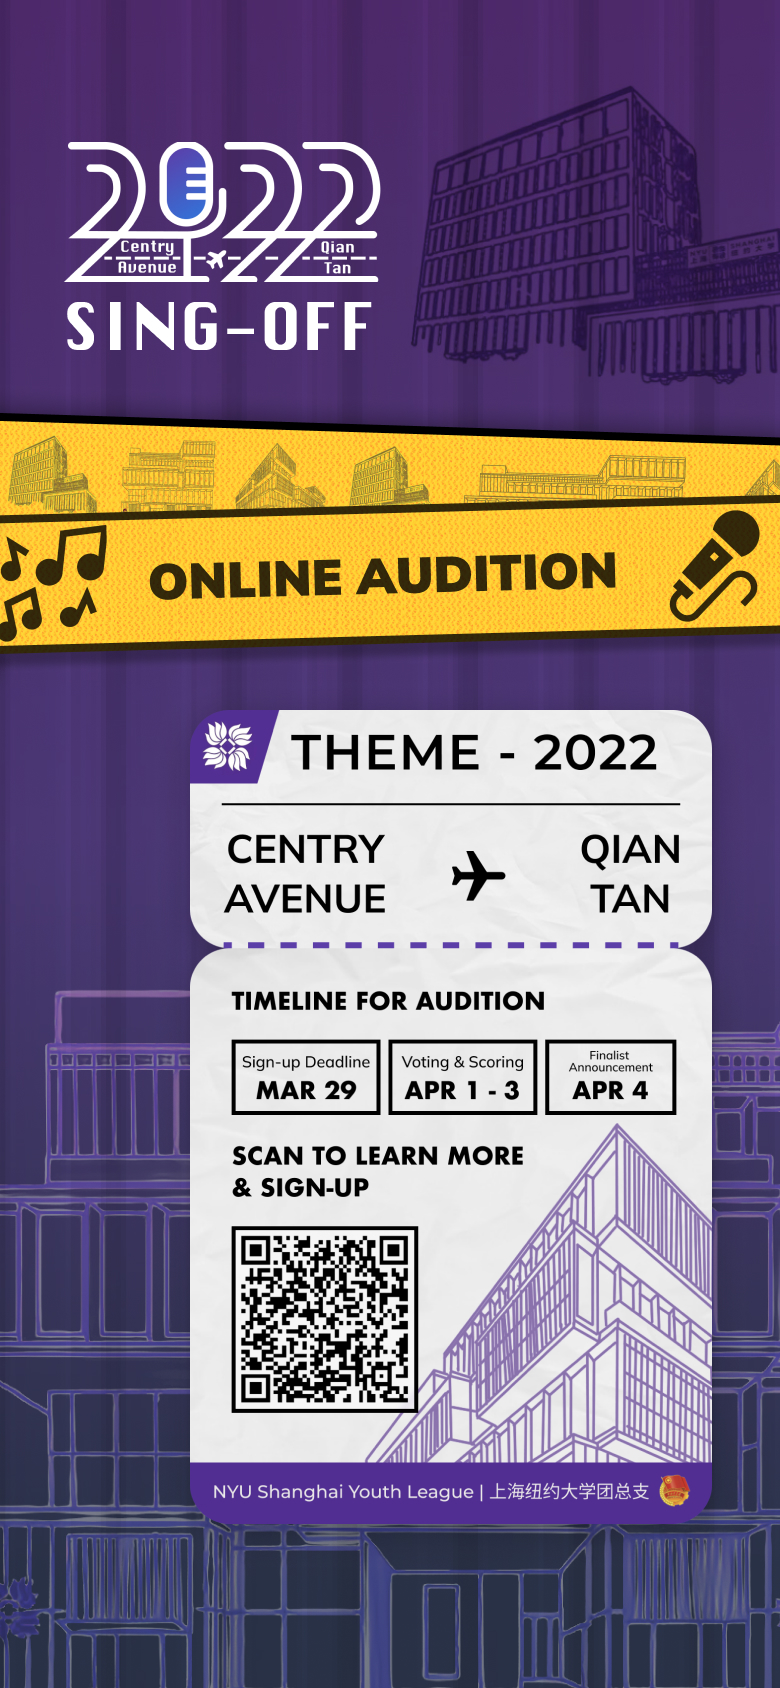 2022
Centry Avenue
Qian Tan
SING-OFF
ONLINE AUDITION
THEME - 2022
CENTRY AVENUE
QIAN TAN
TIMELINE FOR AUDITION
Sign-up Deadline
MAR 29
Voting & Scoring
APR 1 - 3
Finalist
Announcement
APR 4
SCAN TO LEARN MORE
& SIGN-UP
NYU Shanghai Youth League | 上海纽约大学团总支